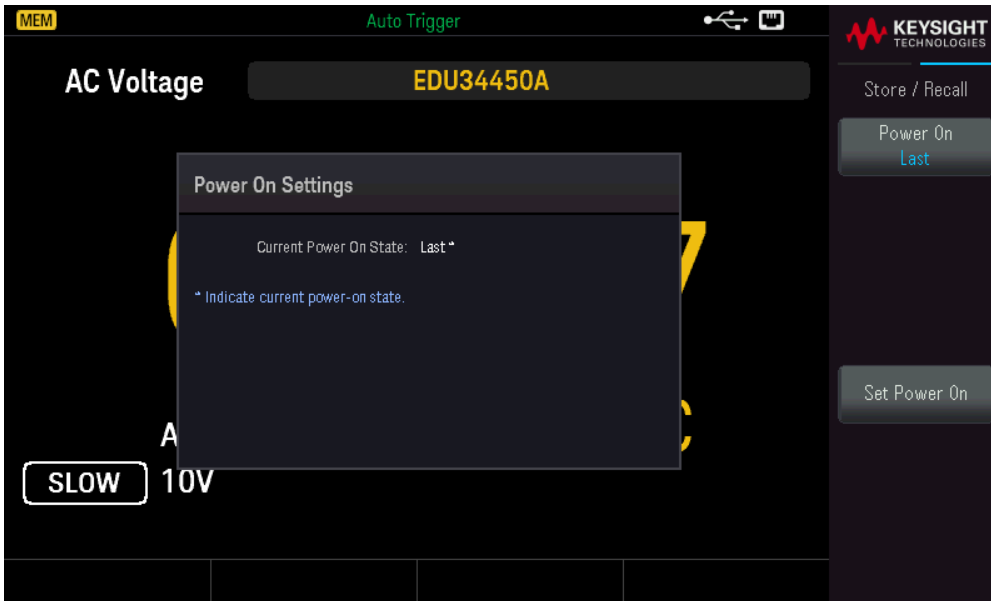 MEM
Auto Trigger
KEYSIGHT
TECHNOLOGIES
AC Voltage
EDU34450A
Store / Recall
Power On
Last
Power On Settings
Current Power On State: Last *
* Indicate current power-on state.
Set Power On
A
SLOW
10V